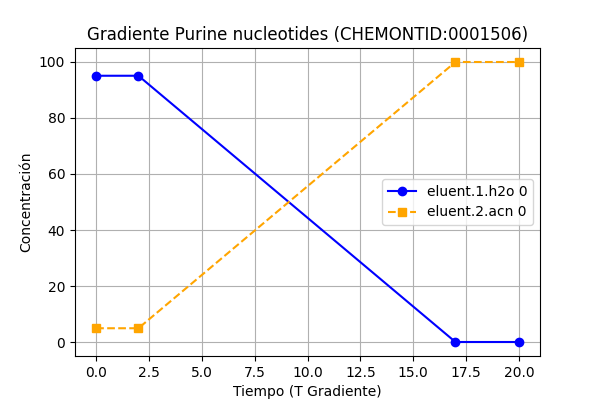 Gradiente Purine nucleotides (CHEMONTID:0001506)
100
80
60
40
20
0
Concentración
eluent.1.h2o 0
eluent.2.acn 0
0.0 2.5 5.0 7.5 10.0 12.5 15.0 17.5 20.0
Tiempo (T Gradiente)